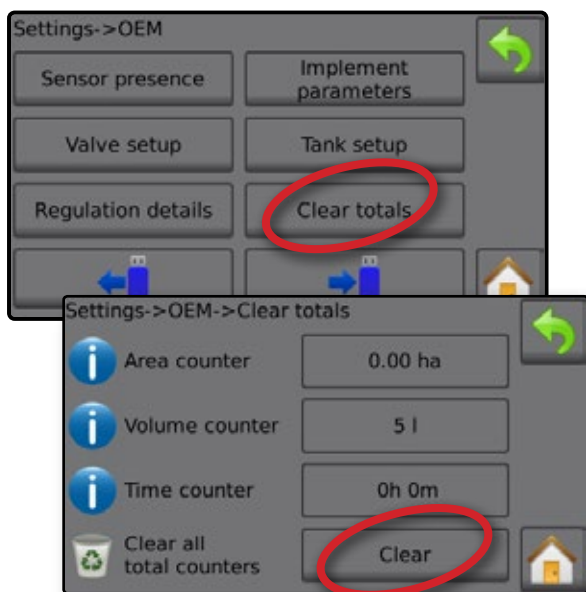 Settings->OEM
Sensor presence
Implement
parameters
Valve setup
Tank setup
Regulation details
Clear totals
Settings->OEM->Clear totals
Area counter
0.00 ha
Volume counter
5 l
Time counter
0h 0m
Clear all
total counters
Clear